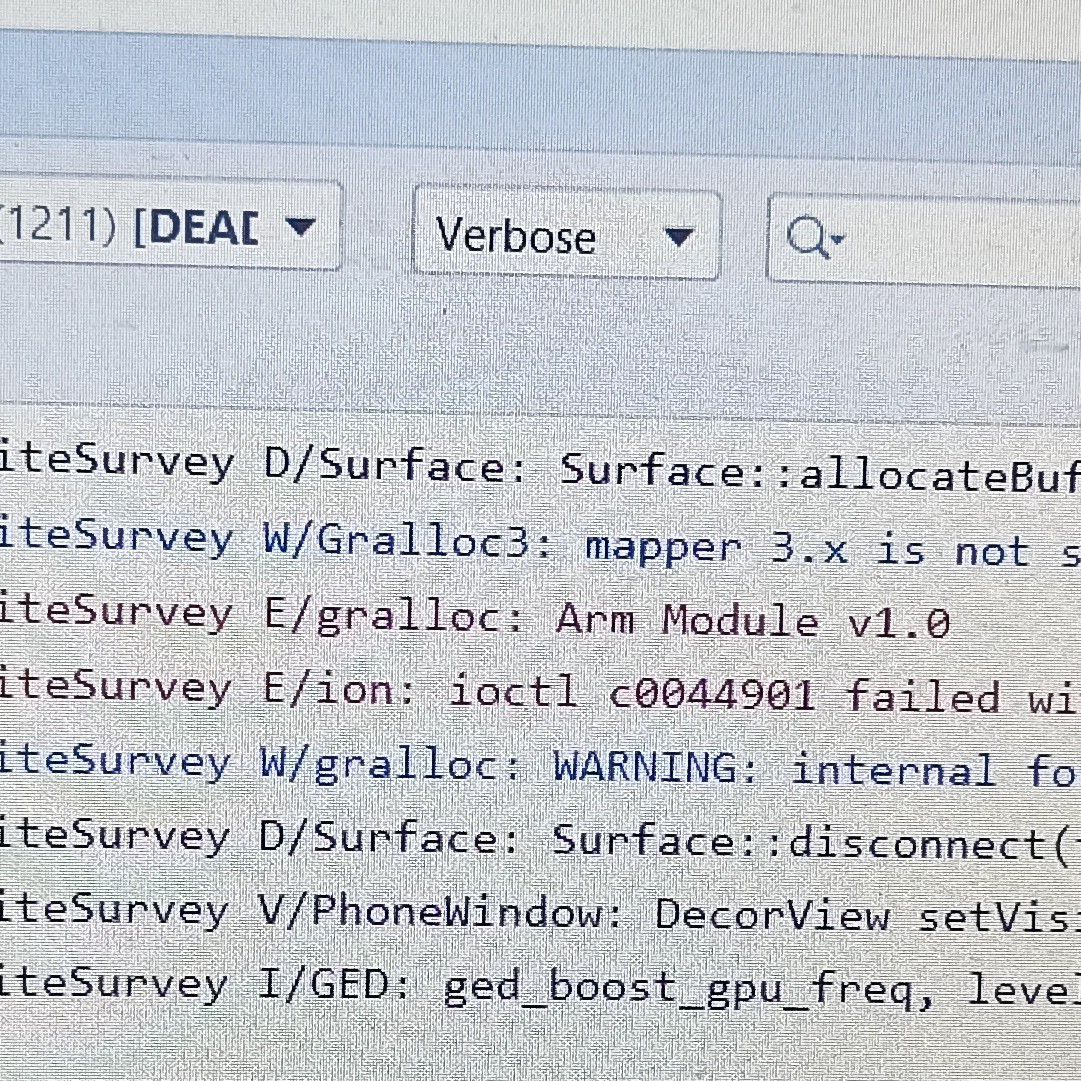 (1211) [DEAD Verbose
iteSurvey D/Surface: Surface::allocateBuf
iteSurvey W/Gralloc3: mapper 3.x is not s
iteSurvey E/gralloc: Arm Module v1.0
iteSurvey E/ion: ioctl c0044901 failed wi
iteSurvey W/gralloc: WARNING: internal fo
iteSurvey D/Surface: Surface::disconnect(
iteSurvey V/PhoneWindow: DecorView setVis
iteSurvey I/GED: ged_boost_gpu_freq, level